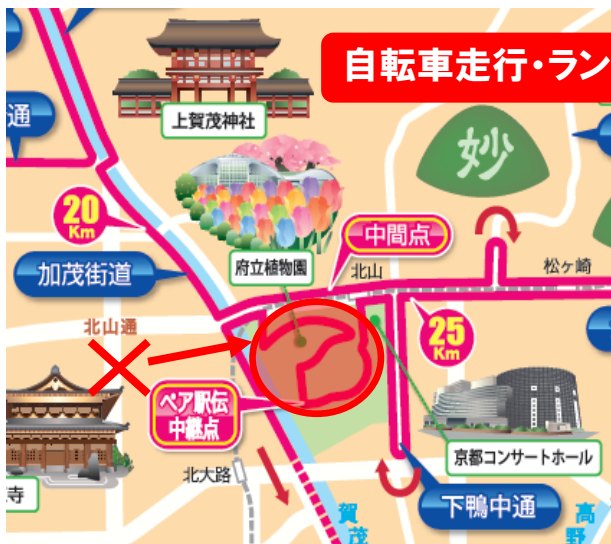 自転車走行・ラン
上賀茂神社
通
妙
20
Km
中間点
加茂街道
府立植物園
北山
松ヶ崎
北山通
25
Km
ペア駅伝
中継点
京都コンサートホール
北大路
寺
下鴨中通
賀茂
高野